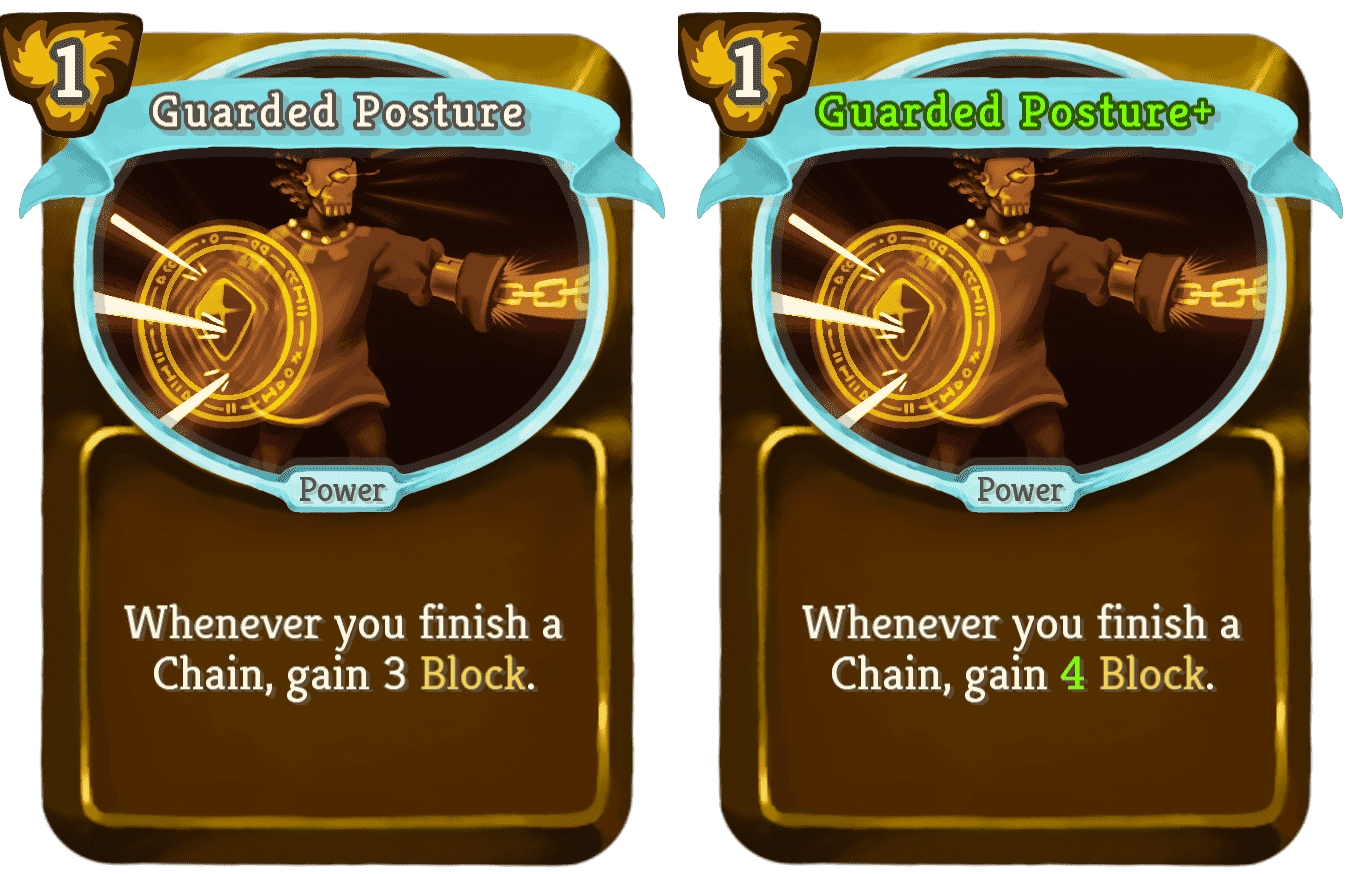 1
Guarded Posture
Power
Whenever you finish a
Chain, gain 3 Block.
1
Guarded Posture+
Power
Whenever you finish a
Chain, gain 4 Block.